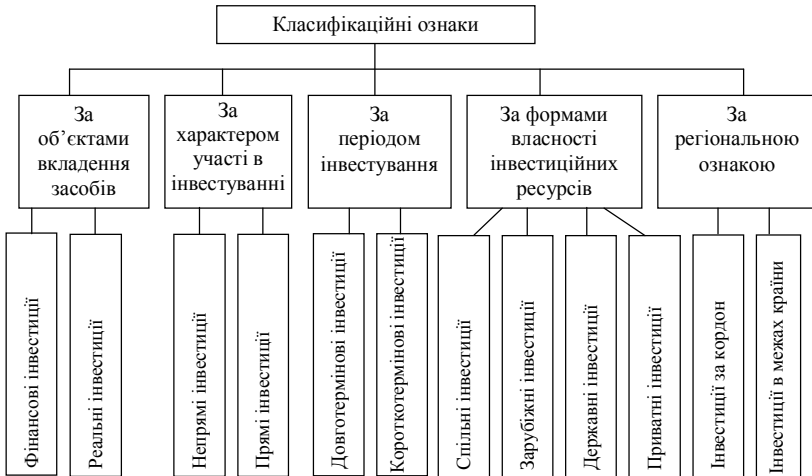 Класифікаційні ознаки
За
об’єктами
вкладення
засобів
За
характером
участі в
інвестуванні
За
періодом
інвестування
За формами
власності
інвестиційних
ресурсів
За
регіональною
ознакою
Фінансові інвестиції
Реальні інвестиції
Непрямі інвестиції
Прямі інвестиції
Довготермінові інвестиції
Короткотермінові інвестиції
Спільні інвестиції
Зарубіжні інвестиції
Державні інвестиції
Приватні інвестиції
Інвестиції за кордон
Інвестиції в межах країни